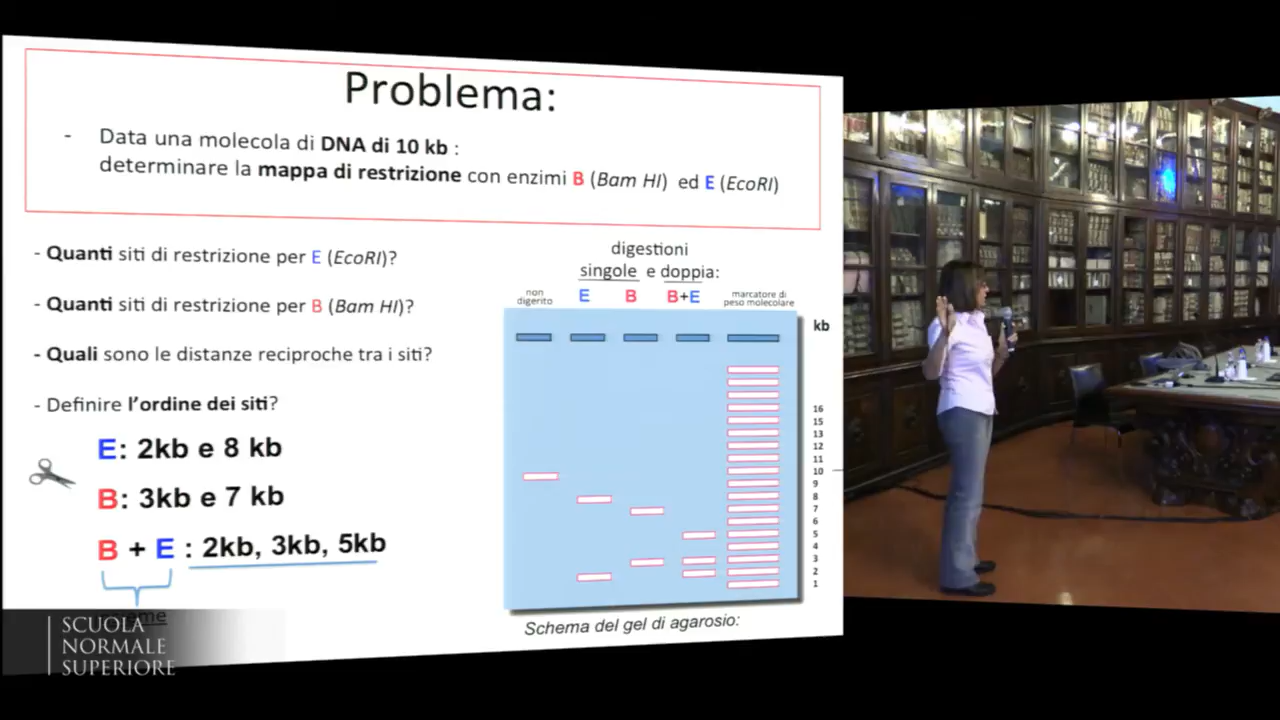 Problema:
- Data una molecola di DNA di 10 kb :
determinare la mappa di restrizione con enzimi B (Bam HI) ed E (EcoRI)
- Quanti siti di restrizione per E (EcoRI)?
- Quanti siti di restrizione per B (Bam HI)?
- Quali sono le distanze reciproche tra i siti?
- Definire l'ordine dei siti?
E: 2kb e 8 kb
B: 3kb e 7 kb
B + E : 2kb, 3kb, 5kb
digestioni
singole e doppia:
non
digerito
E
B
B+E
marcatore di
peso molecolare
kb
16
15
13
12
11
10
9
8
7
6
5
4
3
2
1
Schema del gel di agarosio:
SCUOLA
NORMALE
SUPERIORE